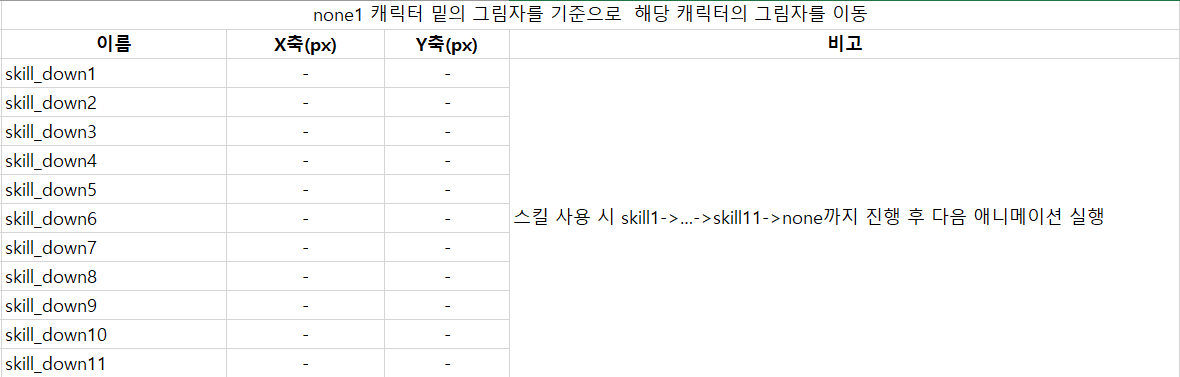 none1 캐릭터 밑의 그림자를 기준으로 해당 캐릭터의 그림자를 이동
이름 X축(px) Y축(px) 비고
skill_down1 - -
skill_down2 - -
skill_down3 - -
skill_down4 - -
skill_down5 - -
skill_down6 - - 스킬 사용 시 skill1->...->skill11->none까지 진행 후 다음 애니메이션 실행
skill_down7 - -
skill_down8 - -
skill_down9 - -
skill_down10 - -
skill_down11 - -